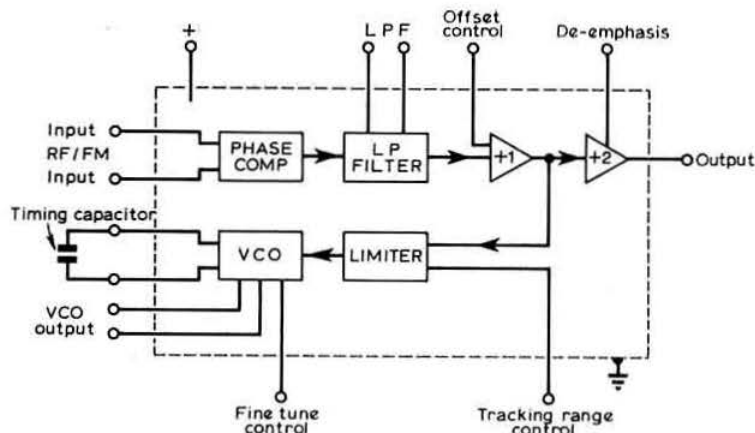 +
L P F
Offset
control
De-emphasis
Input
RF/FM
Input
PHASE
COMP
L P
FILTER
+1
+2
Output
Timing capacitor
VCO
LIMITER
VCO
output
Fine tune
control
Tracking range
control